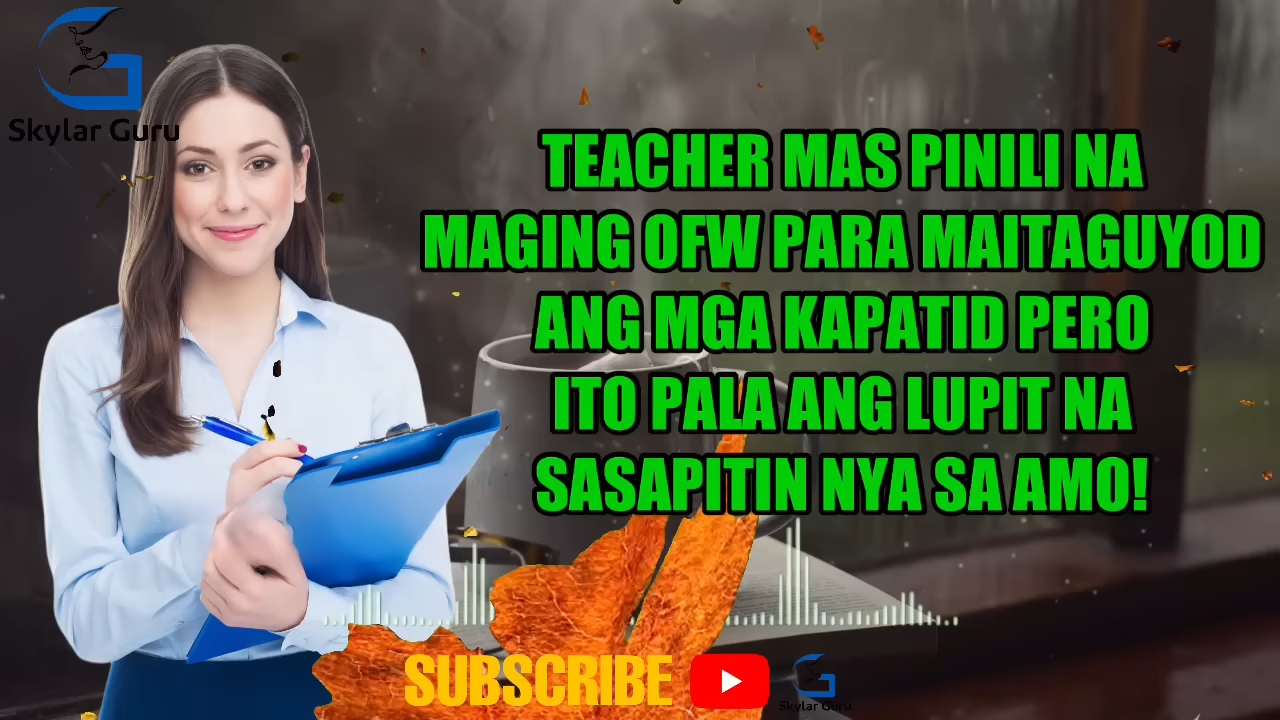 Skylar Guru
TEACHER MAS PINILI NA
MAGING OFW PARA MAITAGUYOD
ANG MGA KAPATID PERO
ITO PALA ANG LUPIT NA
SASAPITIN NYA SA AMO!
SUBSCRIBE
Skylar Guru